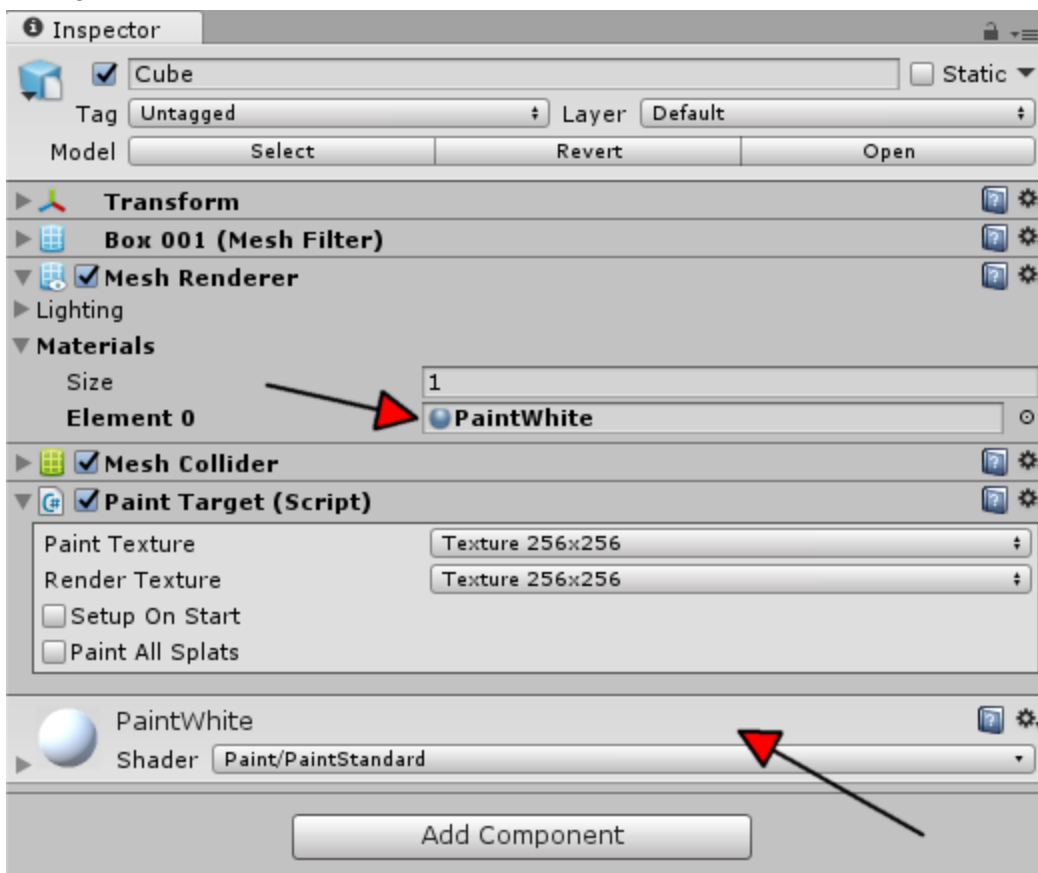 Inspector
Cube Static
Tag Untagged Layer Default
Model Select Revert Open
Transform
Box 001 (Mesh Filter)
Mesh Renderer
Lighting
Materials
Size 1
Element 0 PaintWhite
Mesh Collider
C# Paint Target (Script)
Paint Texture Texture 256x256
Render Texture Texture 256x256
Setup On Start
Paint All Splats
PaintWhite
Shader Paint/PaintStandard
Add Component